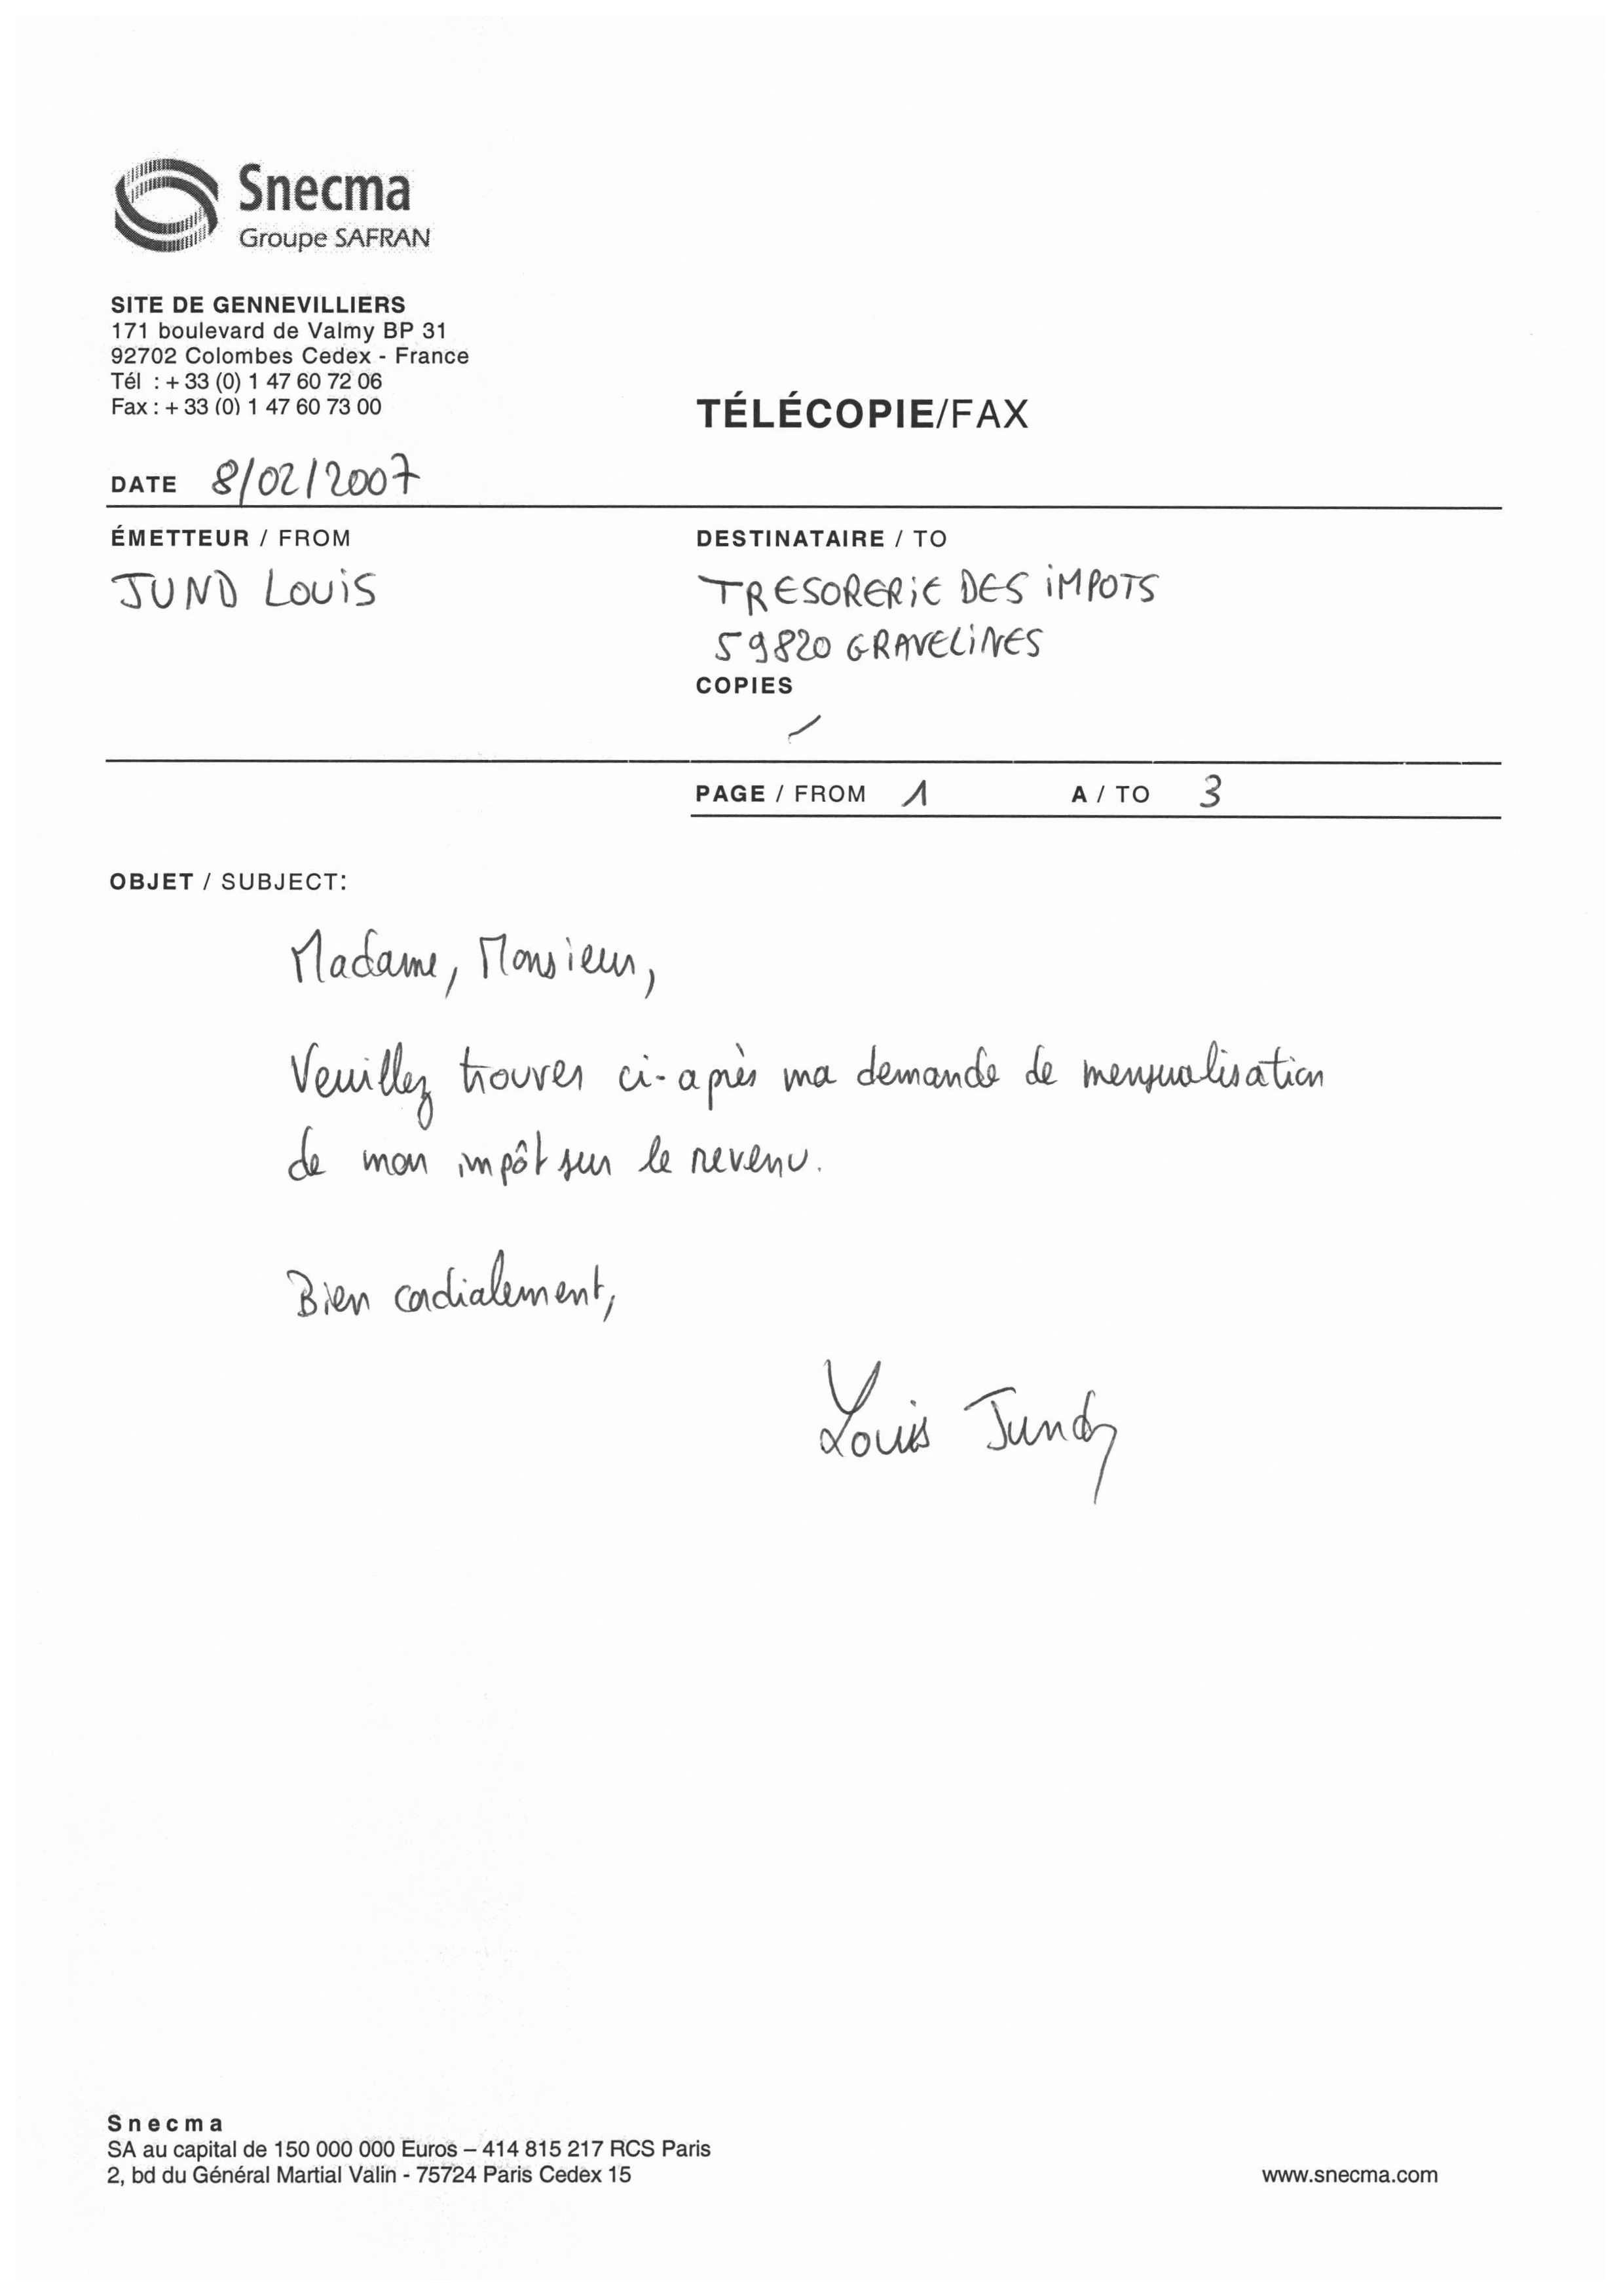 Snecma
Groupe SAFRAN
SITE DE GENNEVILLIERS
171 boulevard de Valmy BP 31
92702 Colombes Cedex - France
Tél : + 33 (0) 1 47 60 72 06
Fax : + 33 (0) 1 47 60 73 00
TÉLÉCOPIE/FAX
DATE 8/02/2007
ÉMETTEUR / FROM
JUND Louis
DESTINATAIRE / TO
TRESORERIE DES IMPOTS
59820 GRAVELINES
COPIES
/
PAGE / FROM 1 A / TO 3
OBJET / SUBJECT:
Madame, Monsieur,
Veuillez trouver ci-après ma demande de mensualisation
de mon impôt sur le revenu.
Bien cordialement,
Louis Jund
Snecma
SA au capital de 150 000 000 Euros – 414 815 217 RCS Paris
2, bd du Général Martial Valin - 75724 Paris Cedex 15
www.snecma.com